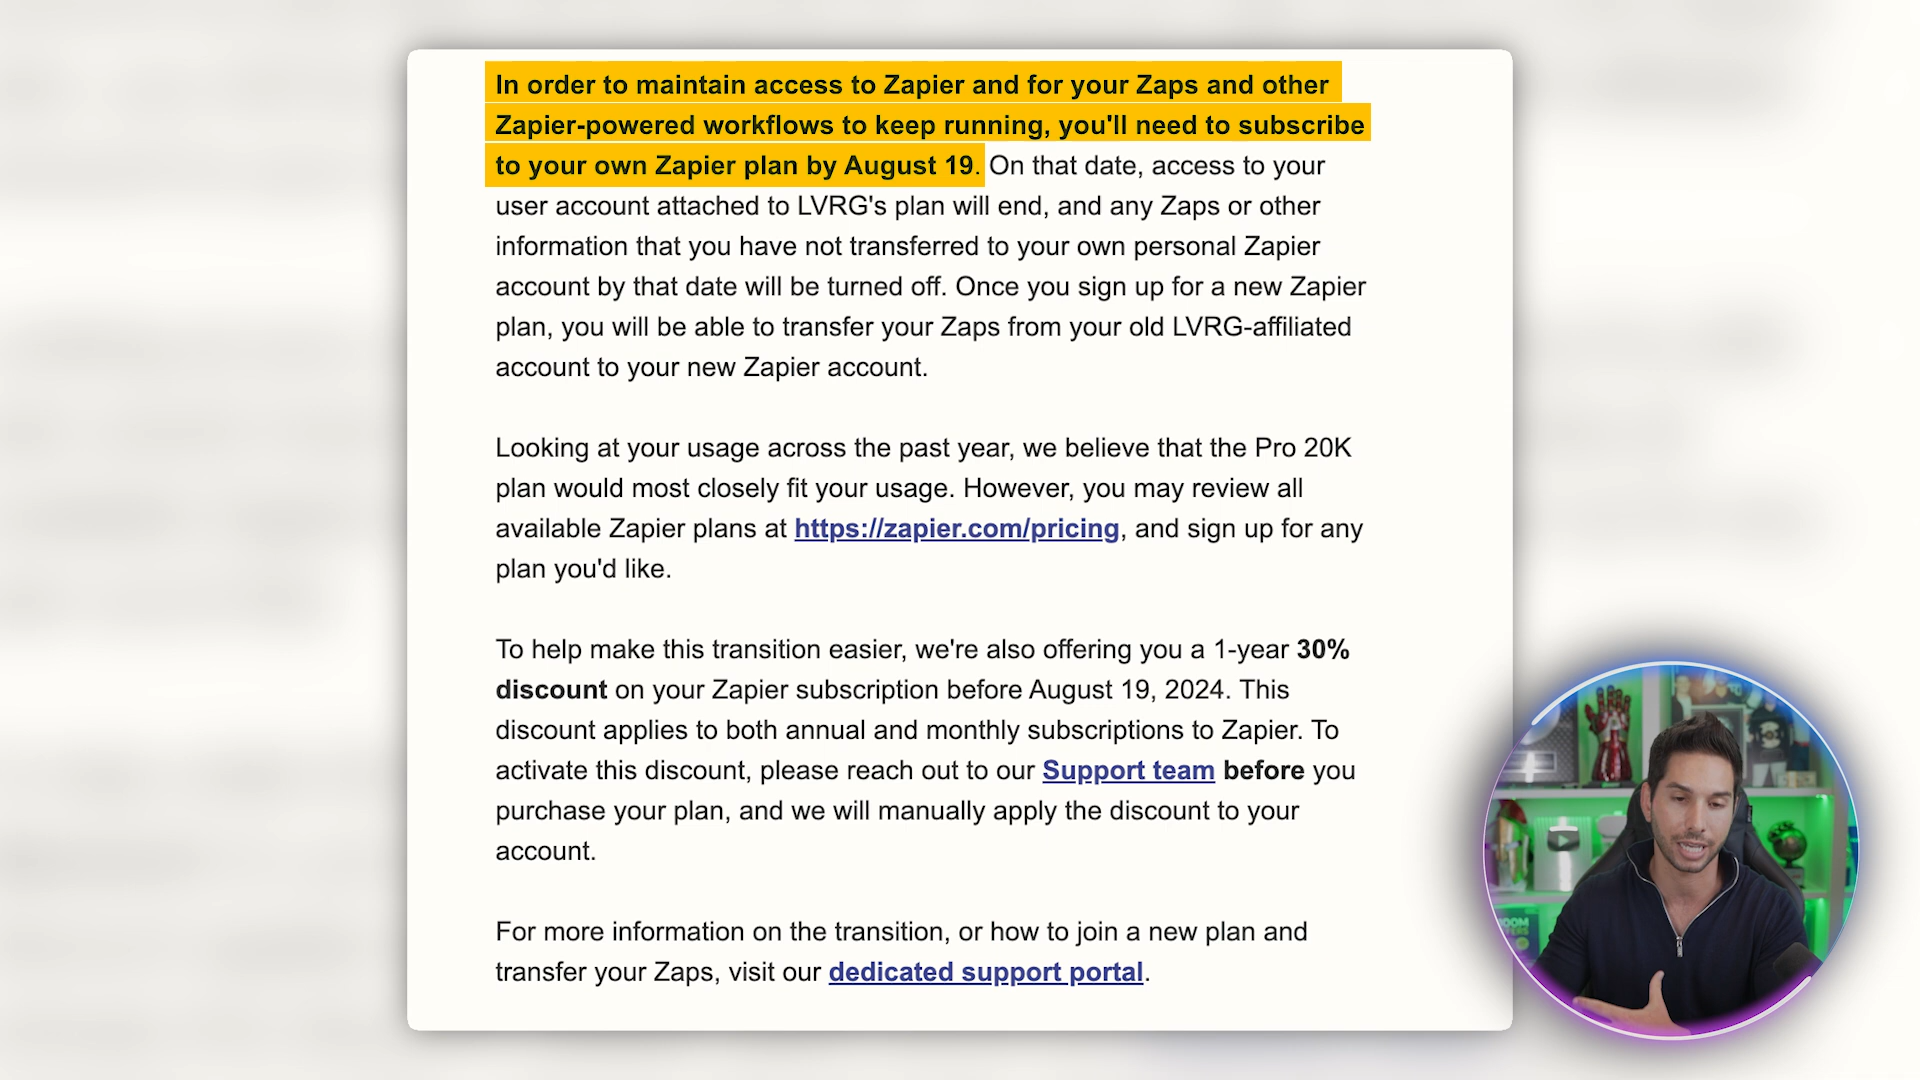 In order to maintain access to Zapier and for your Zaps and other
Zapier-powered workflows to keep running, you'll need to subscribe
to your own Zapier plan by August 19. On that date, access to your
user account attached to LVRG's plan will end, and any Zaps or other
information that you have not transferred to your own personal Zapier
account by that date will be turned off. Once you sign up for a new Zapier
plan, you will be able to transfer your Zaps from your old LVRG-affiliated
account to your new Zapier account.
Looking at your usage across the past year, we believe that the Pro 20K
plan would most closely fit your usage. However, you may review all
available Zapier plans at https://zapier.com/pricing, and sign up for any
plan you'd like.
To help make this transition easier, we're also offering you a 1-year 30%
discount on your Zapier subscription before August 19, 2024. This
discount applies to both annual and monthly subscriptions to Zapier. To
activate this discount, please reach out to our Support team before you
purchase your plan, and we will manually apply the discount to your
account.
For more information on the transition, or how to join a new plan and
transfer your Zaps, visit our dedicated support portal.